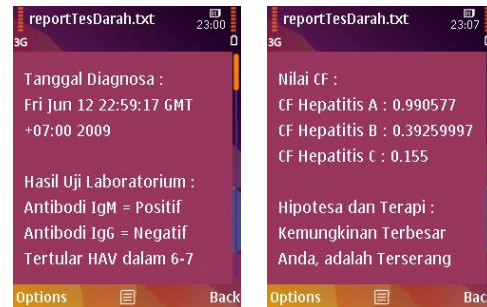 reportTesDarah.txt
23:00
3G
Tanggal Diagnosa :
Fri Jun 12 22:59:17 GMT
+07:00 2009
Hasil Uji Laboratorium :
Antibodi IgM = Positif
Antibodi IgG = Negatif
Tertular HAV dalam 6-7
Options
Back
reportTesDarah.txt
23:07
3G
Nilai CF :
CF Hepatitis A : 0.990577
CF Hepatitis B : 0.39259997
CF Hepatitis C : 0.155
Hipotesa dan Terapi :
Kemungkinan Terbesar
Anda, adalah Terserang
Options
Bac